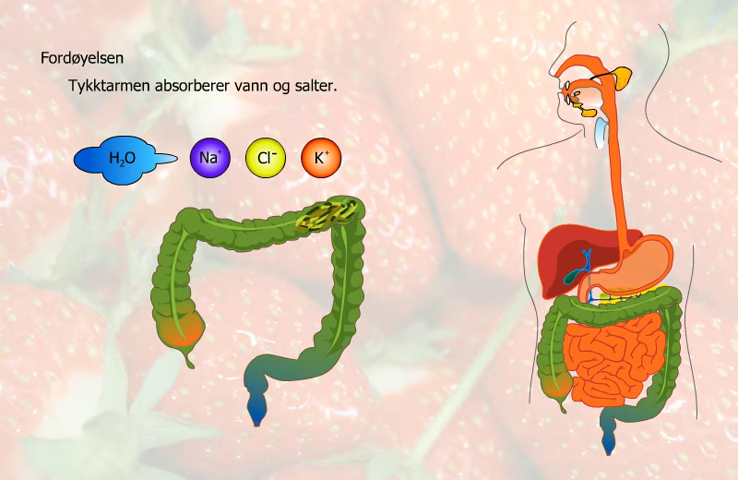 Fordøyelsen
Tykktarmen absorberer vann og salter.
H₂O Na⁺ Cl⁻ K⁺